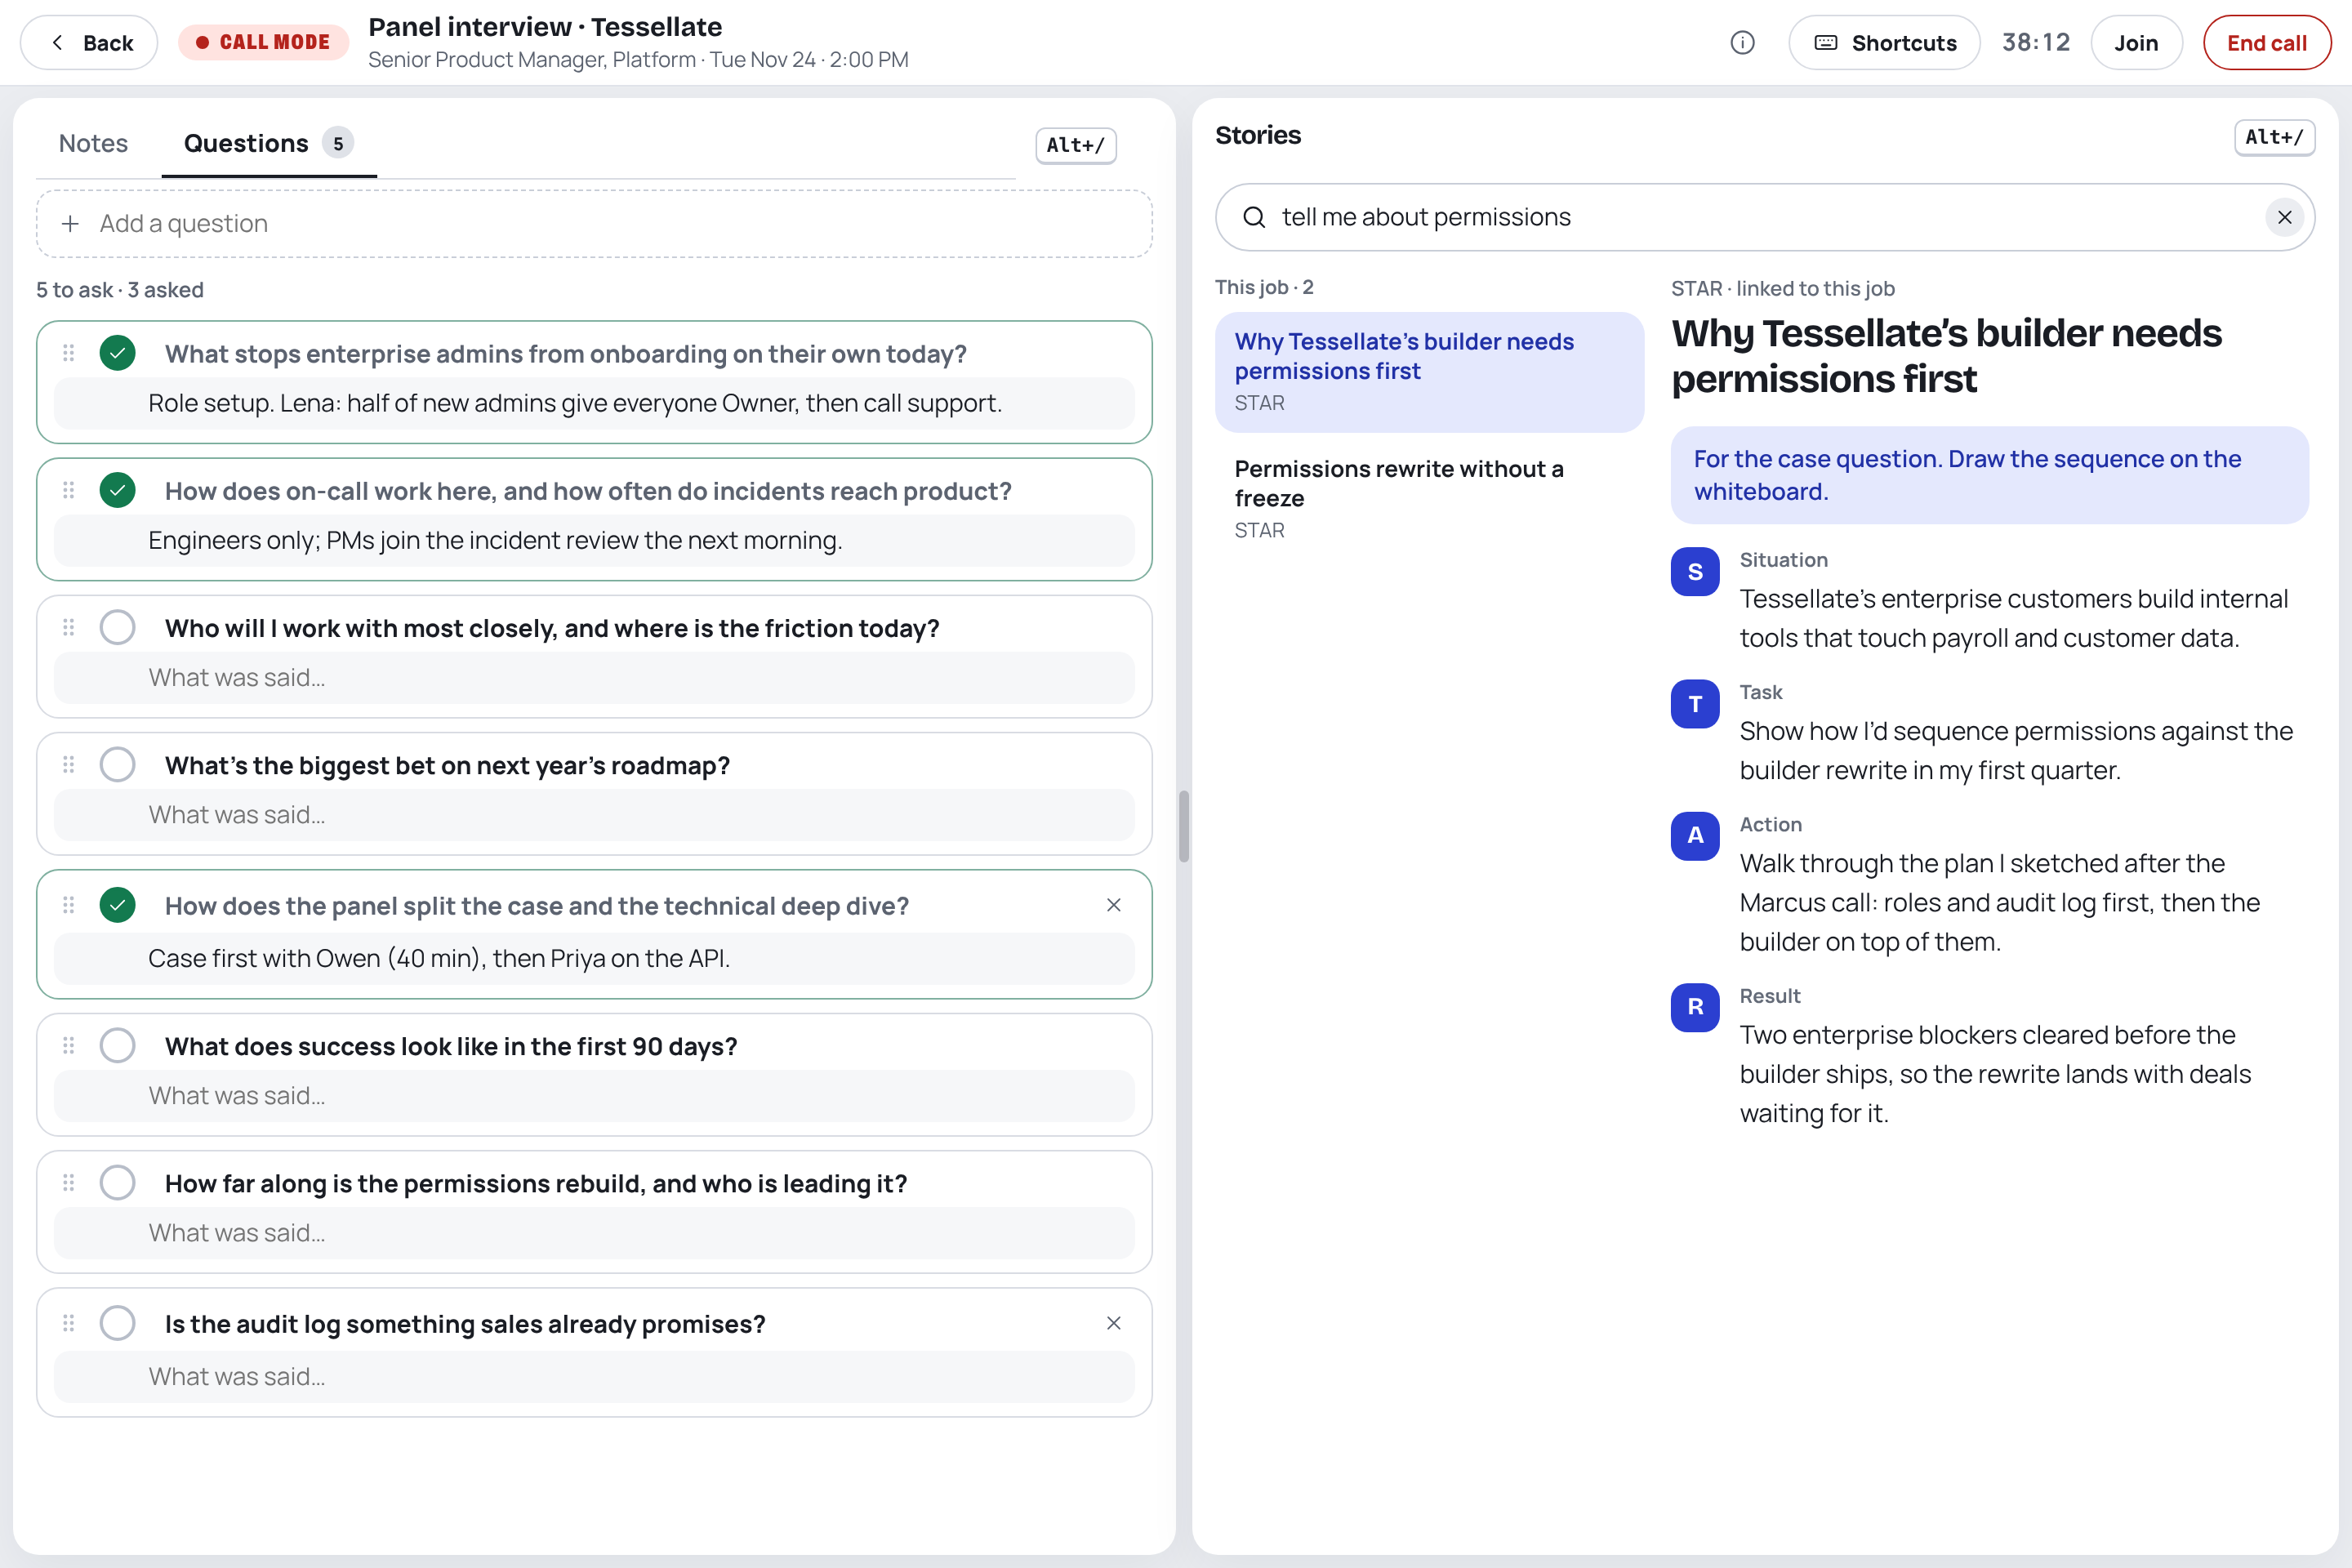 Back
CALL MODE
Panel interview · Tessellate
Senior Product Manager, Platform · Tue Nov 24 · 2:00 PM
Shortcuts
38:12
Join
End call
Notes
Questions 5
Alt+/
Add a question
5 to ask · 3 asked
What stops enterprise admins from onboarding on their own today?
Role setup. Lena: half of new admins give everyone Owner, then call support.
How does on-call work here, and how often do incidents reach product?
Engineers only; PMs join the incident review the next morning.
Who will I work with most closely, and where is the friction today?
What was said…
What’s the biggest bet on next year’s roadmap?
What was said…
How does the panel split the case and the technical deep dive?
Case first with Owen (40 min), then Priya on the API.
What does success look like in the first 90 days?
What was said…
How far along is the permissions rebuild, and who is leading it?
What was said…
Is the audit log something sales already promises?
What was said…
Stories
Alt+/
tell me about permissions
This job · 2
Why Tessellate’s builder needs
permissions first
STAR
Permissions rewrite without a
freeze
STAR
STAR · linked to this job
Why Tessellate’s builder needs
permissions first
For the case question. Draw the sequence on the
whiteboard.
S
Situation
Tessellate’s enterprise customers build internal
tools that touch payroll and customer data.
T
Task
Show how I’d sequence permissions against the
builder rewrite in my first quarter.
A
Action
Walk through the plan I sketched after the
Marcus call: roles and audit log first, then the
builder on top of them.
R
Result
Two enterprise blockers cleared before the
builder ships, so the rewrite lands with deals
waiting for it.